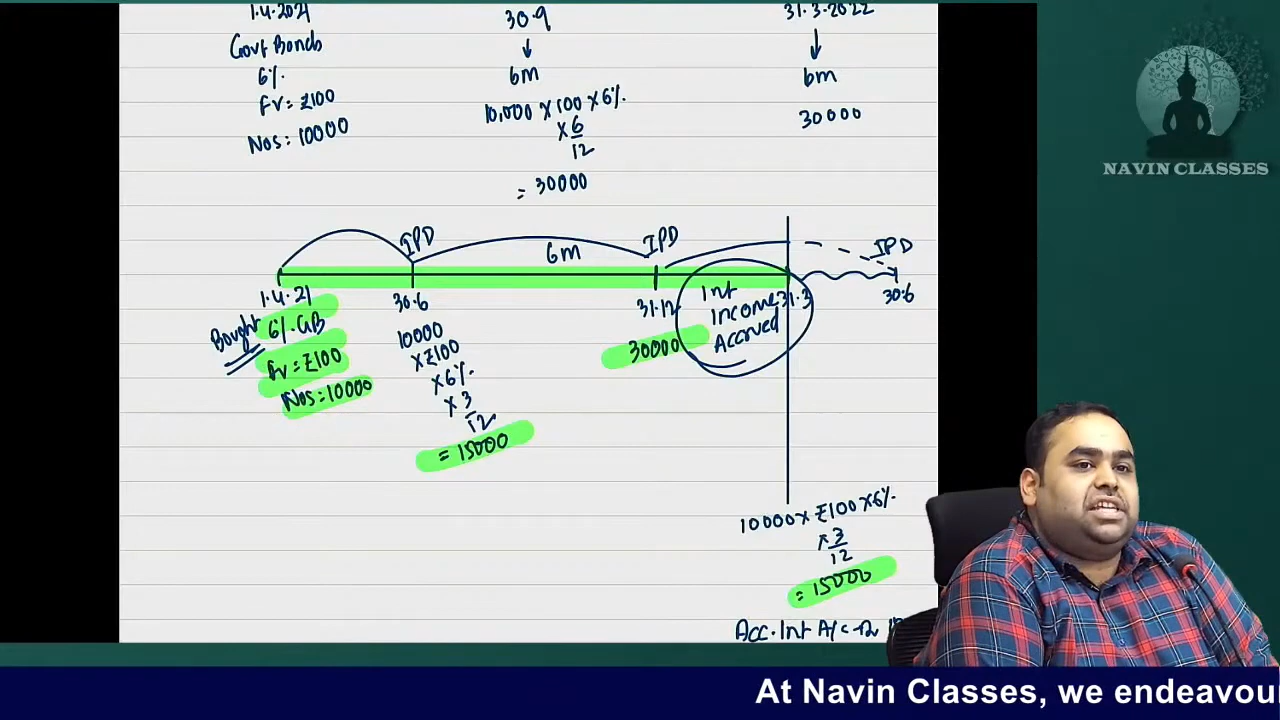 1.4.2021
30.9
31.3.2022
Govt Bonds
6%.
6m
6m
Fv = ₹100
Nos: 10000
10,000 × 100 × 6%.
× 6/12
= 30000
30000
IPD
6m
IPD
IPD
1.4.21
30.6
31.12
31.3
30.6
Bought
6%. GB
Fv = ₹100
Nos = 10000
10000
× ₹100
× 6%.
× 3/12
= 15000
30000
Int
Income
Accrued
10000 × ₹100 × 6%.
× 3/12
= 15000
Acc. Int A/c
NAVIN CLASSES
At Navin Classes, we endeavou